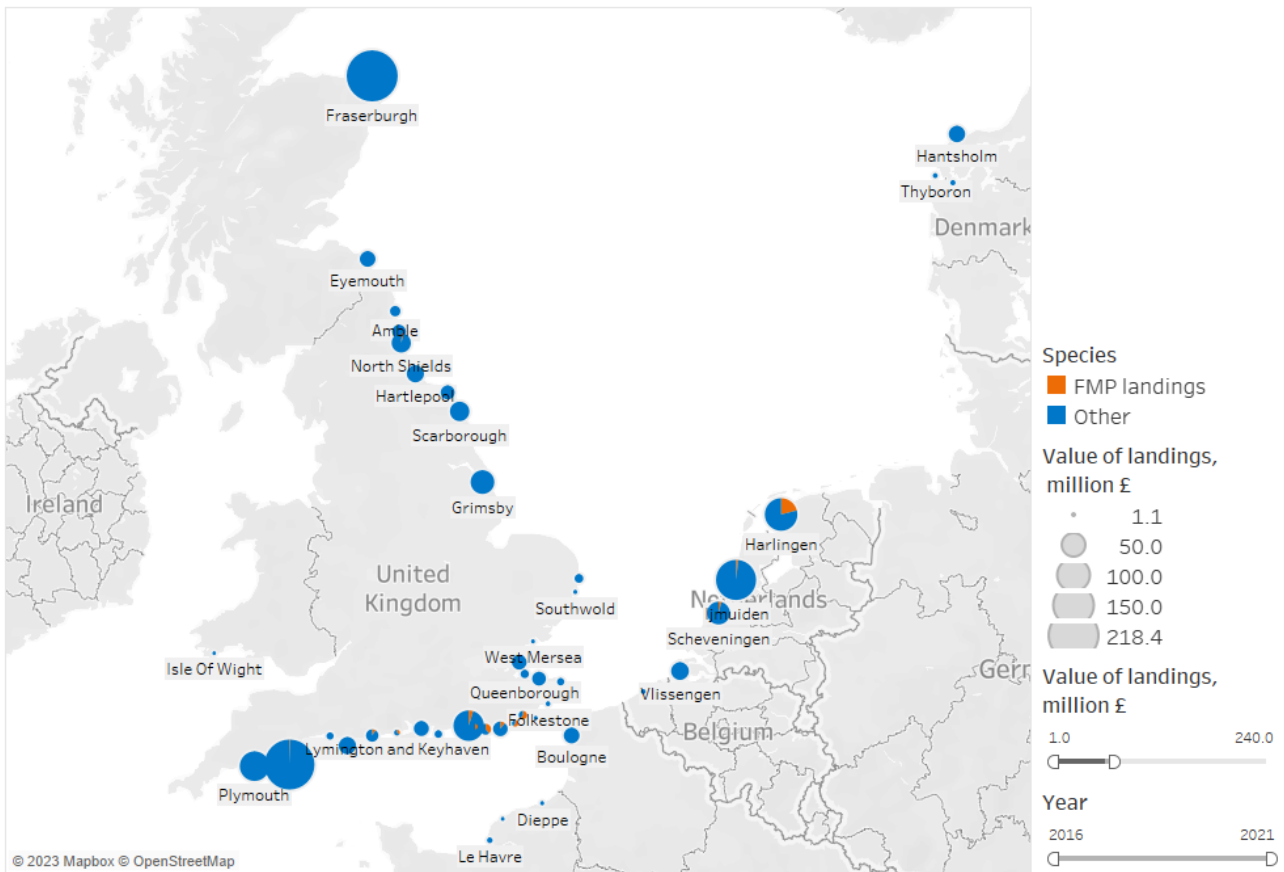 Fraserburgh
Hantsholm
Thyboron
Denmark
Eyemouth
Amble
North Shields
Hartlepool
Scarborough
Grimsby
Ireland
United
Kingdom
Harlingen
Netherlands
Ijmuiden
Scheveningen
Southwold
Isle Of Wight
West Mersea
Queenborough
Vlissengen
Germ
Folkestone
Belgium
Lymington and Keyhaven
Boulogne
Plymouth
Dieppe
Le Havre
© 2023 Mapbox © OpenStreetMap
Species
FMP landings
Other
Value of landings,
million £
1.1
50.0
100.0
150.0
218.4
Value of landings,
million £
1.0 240.0
Year
2016 2021